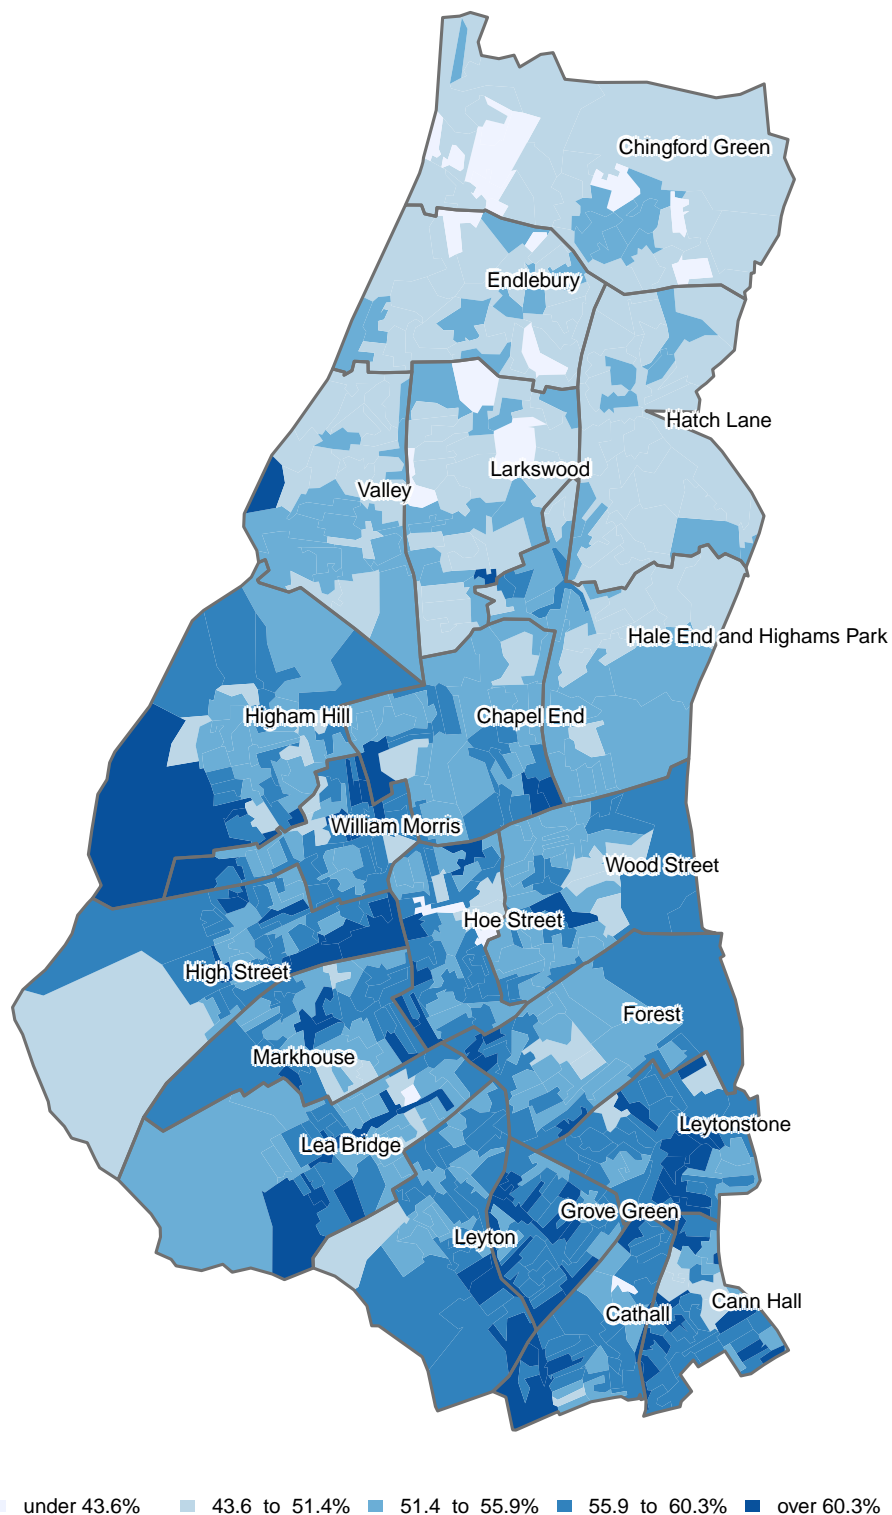 Chingford Green
Endlebury
Hatch Lane
Larkswood
Valley
Hale End and Highams Park
Higham Hill
Chapel End
William Morris
Wood Street
Hoe Street
High Street
Forest
Markhouse
Leytonstone
Lea Bridge
Grove Green
Leyton
Cann Hall
Cathall
under 43.6% 43.6 to 51.4% 51.4 to 55.9% 55.9 to 60.3% over 60.3%